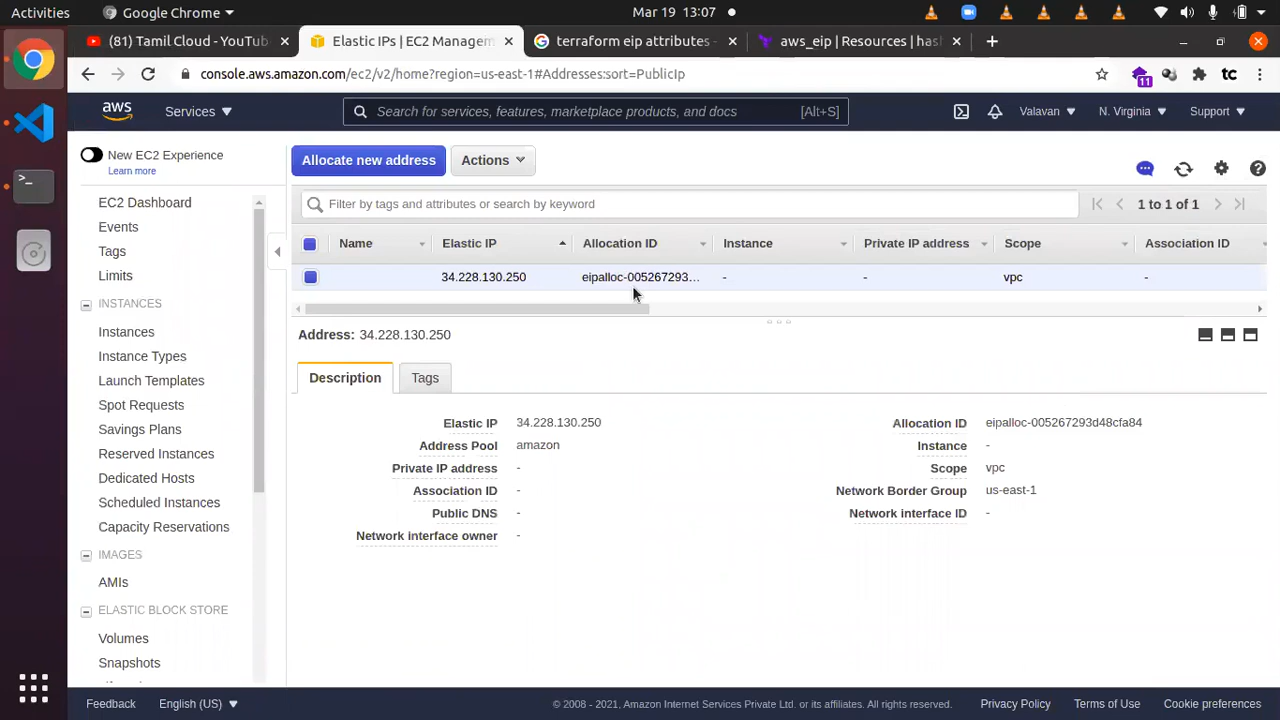 Activities
Google Chrome
Mar 19 13:07
(81) Tamil Cloud - YouTub
Elastic IPs | EC2 Managem
terraform eip attributes -
aws_eip | Resources | hash
console.aws.amazon.com/ec2/v2/home?region=us-east-1#Addresses:sort=PublicIp
11
tc
aws
Services
Search for services, features, marketplace products, and docs
[Alt+S]
Valavan
N. Virginia
Support
New EC2 Experience
Learn more
Allocate new address
Actions
EC2 Dashboard
Events
Tags
Limits
INSTANCES
Instances
Instance Types
Launch Templates
Spot Requests
Savings Plans
Reserved Instances
Dedicated Hosts
Scheduled Instances
Capacity Reservations
IMAGES
AMIs
ELASTIC BLOCK STORE
Volumes
Snapshots
Filter by tags and attributes or search by keyword
1 to 1 of 1
Name
Elastic IP
Allocation ID
Instance
Private IP address
Scope
Association ID
34.228.130.250
eipalloc-005267293...
-
-
vpc
-
Address: 34.228.130.250
Description
Tags
Elastic IP 34.228.130.250
Address Pool amazon
Private IP address -
Association ID -
Public DNS -
Network interface owner -
Allocation ID eipalloc-005267293d48cfa84
Instance -
Scope vpc
Network Border Group us-east-1
Network interface ID -
Feedback
English (US)
© 2008 - 2021, Amazon Internet Services Private Ltd. or its affiliates. All rights reserved.
Privacy Policy
Terms of Use
Cookie preferences